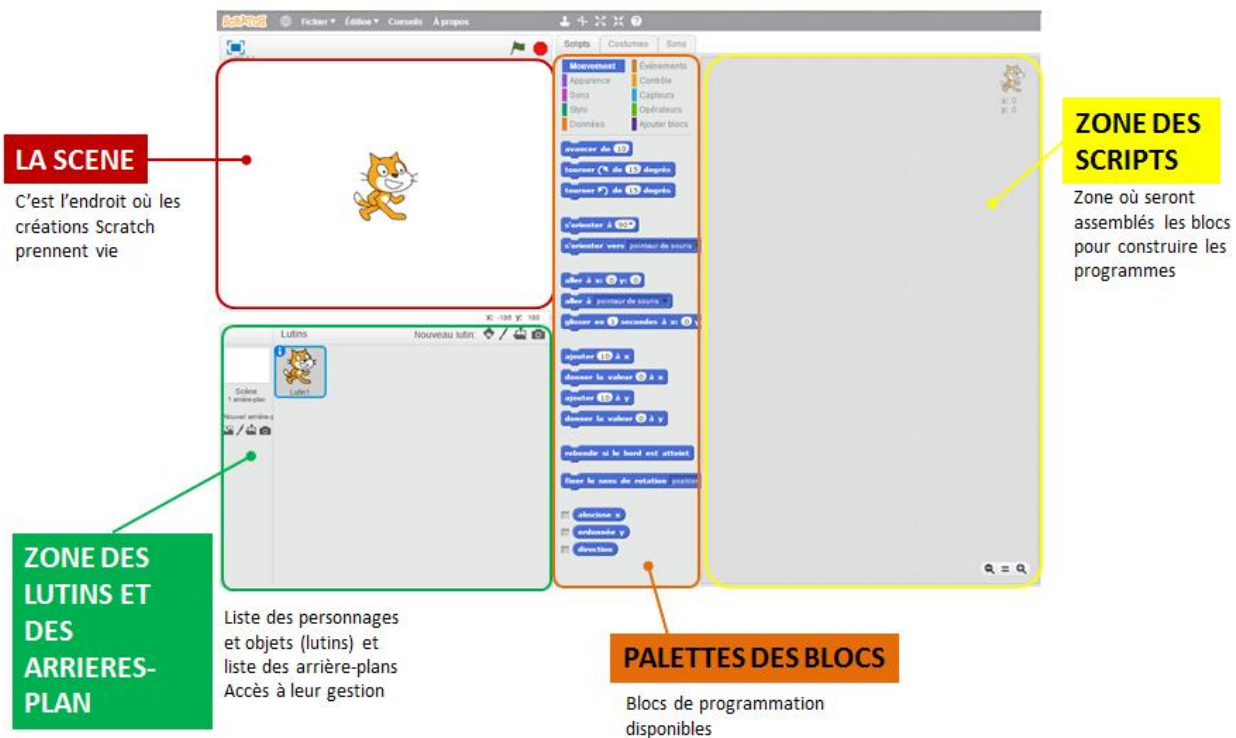 SCRATCH Fichier Édition Conseils À propos
Scripts Costumes Sons
Mouvement Événements
Apparence Contrôle
Sons Capteurs
Stylo Opérateurs
Données Ajouter blocs
avancer de 10
tourner de 15 degrés
tourner de 15 degrés
s'orienter à 90
s'orienter vers pointeur de souris
aller à x: 0 y: 0
aller à pointeur de souris
glisser en 1 secondes à x: 0 y
ajouter 10 à x
donner la valeur 0 à x
ajouter 10 à y
donner la valeur 0 à y
rebondir si le bord est atteint
fixer le sens de rotation position
abscisse x
ordonnée y
direction
x: 0
y: 0
LA SCENE
C'est l'endroit où les
créations Scratch
prennent vie
ZONE DES
SCRIPTS
Zone où seront
assemblés les blocs
pour construire les
programmes
y: 180
Lutins Nouveau lutin:
Scène
1 arrière-plan
Nouvel arrière-p
Lutin1
ZONE DES
LUTINS ET
DES
ARRIERES-
PLAN
Liste des personnages
et objets (lutins) et
liste des arrière-plans
Accès à leur gestion
PALETTES DES BLOCS
Blocs de programmation
disponibles